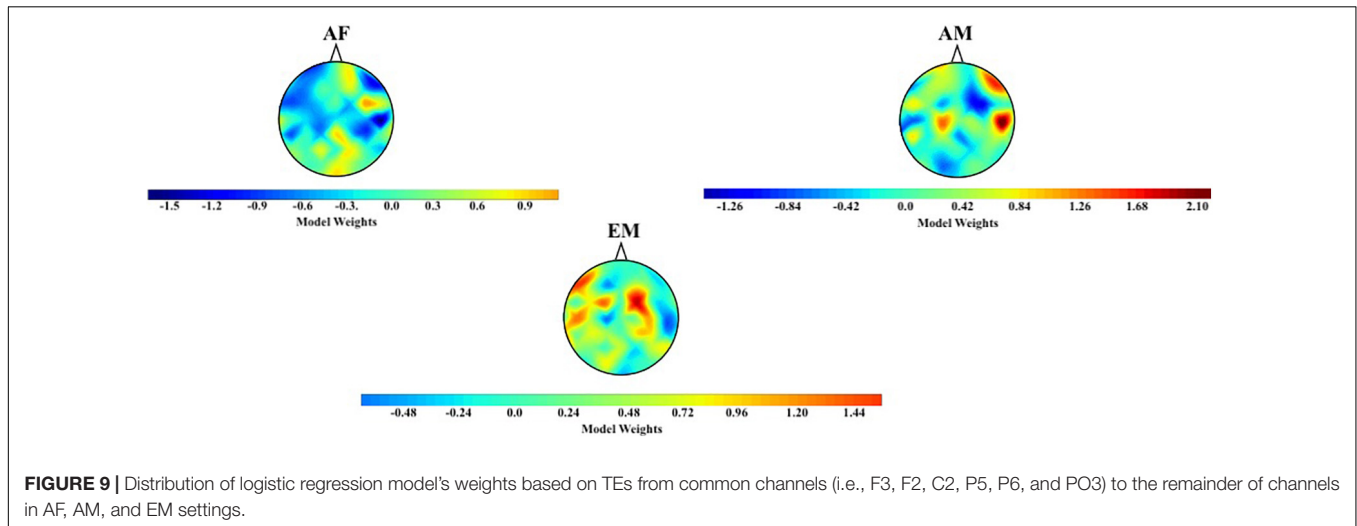 AF
AM
-1.5 -1.2 -0.9 -0.6 -0.3. 0.0 0.3 0.6 0.9
Model Weights
-1.26 -0.84 -0.42 0.0 0.42 0.84 1.26 1.68 2.10
Model Weights
EM
-0.48 -0.24 0.0 0.24 0.48 0.72 0.96 1.20 1.44
Model Weights
FIGURE 9 | Distribution of logistic regression model’s weights based on TEs from common channels (i.e., F3, F2, C2, P5, P6, and PO3) to the remainder of channels
in AF, AM, and EM settings.